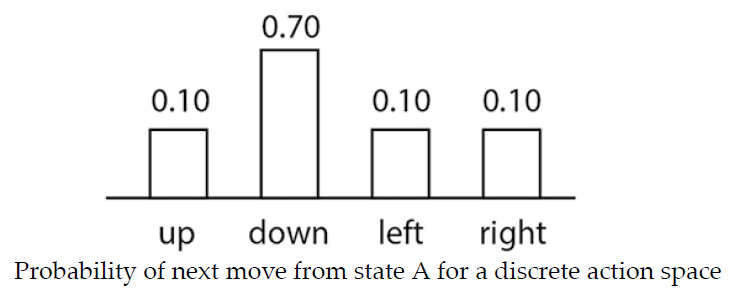 0.70
0.10 0.10 0.10
up down left right
Probability of next move from state A for a discrete action space